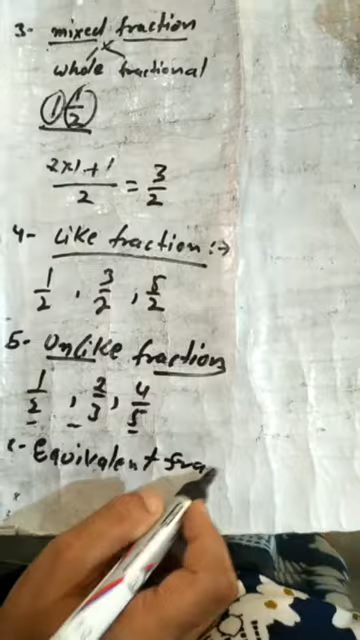 3- mixed fraction
whole fractional
1 1/2
2×1+1/2 = 3/2
4- Like fraction :→
1/2 , 3/2 , 5/2
5- Unlike fraction
1/2 , 2/3 , 4/5
Equivalent fra